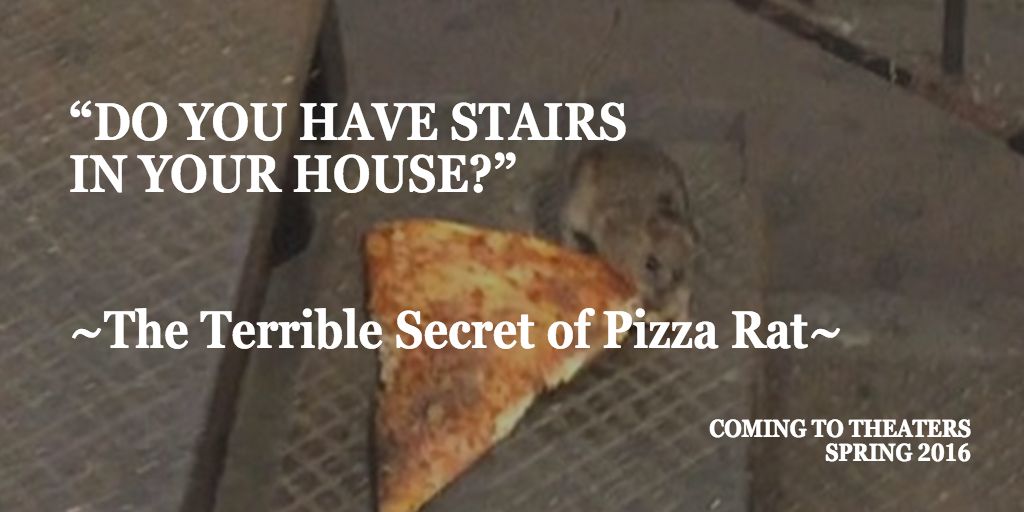 “DO YOU HAVE STAIRS
IN YOUR HOUSE?”
~The Terrible Secret of Pizza Rat~
COMING TO THEATERS
SPRING 2016